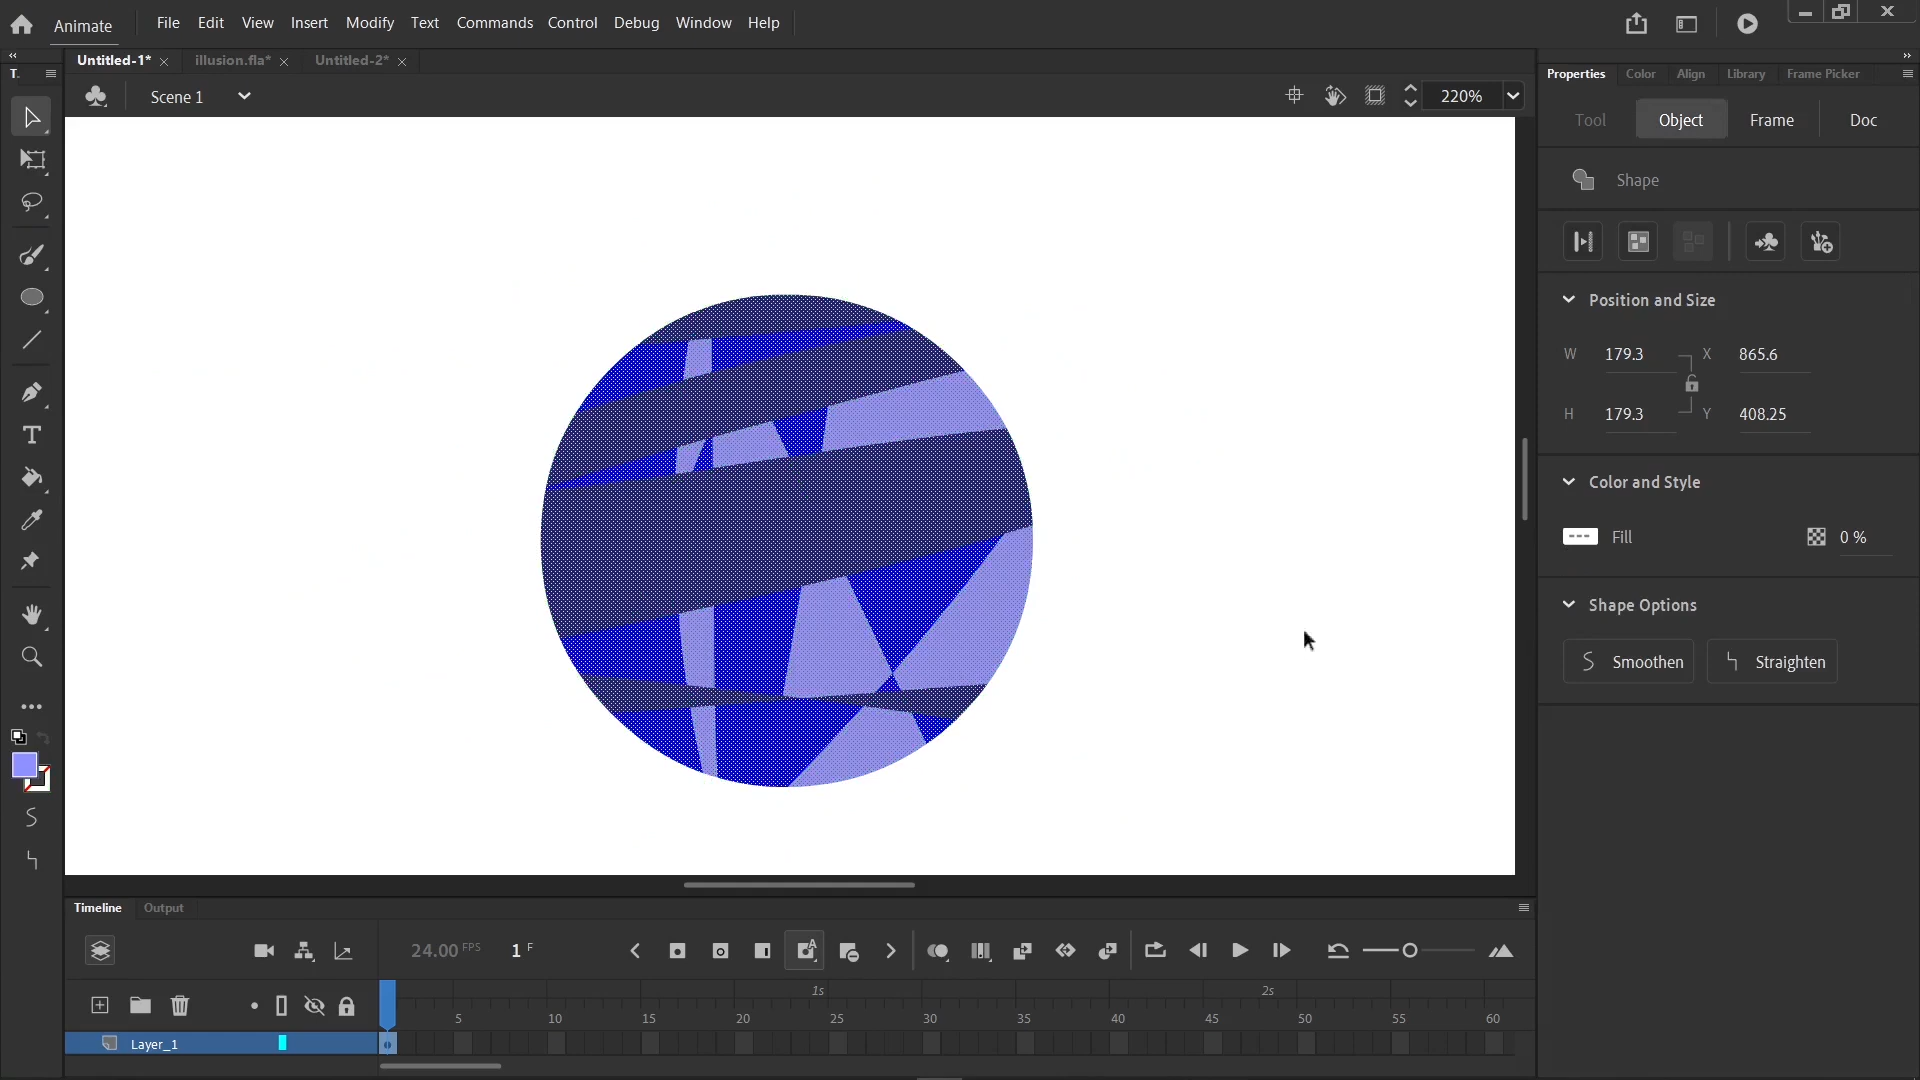 Animate
File Edit View Insert Modify Text Commands Control Debug Window Help
Untitled-1* illusion.fla* Untitled-2*
T.
Properties Color Align Library Frame Picker
Scene 1
220%
Tool Object Frame Doc
Shape
Position and Size
W 179.3 X 865.6
H 179.3 Y 408.25
Color and Style
Fill 0 %
Shape Options
Smoothen Straighten
Timeline Output
24.00 FPS 1 F
1s 2s
5 10 15 20 25 30 35 40 45 50 55 60
Layer_1